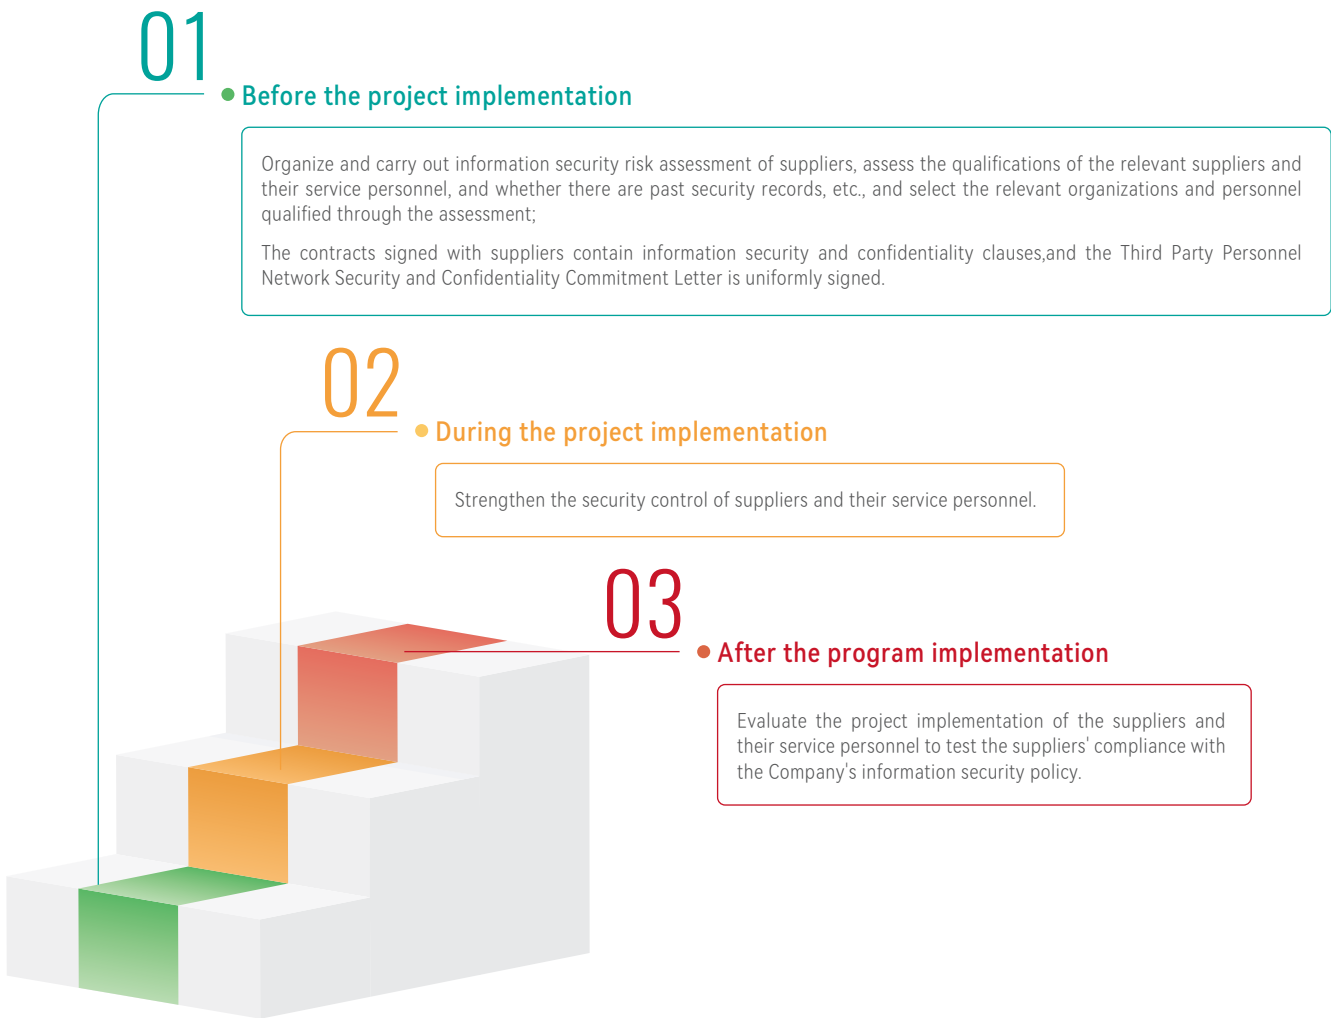 01
Before the project implementation
Organize and carry out information security risk assessment of suppliers, assess the qualifications of the relevant suppliers and
their service personnel, and whether there are past security records, etc., and select the relevant organizations and personnel
qualified through the assessment;
The contracts signed with suppliers contain information security and confidentiality clauses,and the Third Party Personnel
Network Security and Confidentiality Commitment Letter is uniformly signed.
02
During the project implementation
Strengthen the security control of suppliers and their service personnel.
03
After the program implementation
Evaluate the project implementation of the suppliers and
their service personnel to test the suppliers' compliance with
the Company's information security policy.